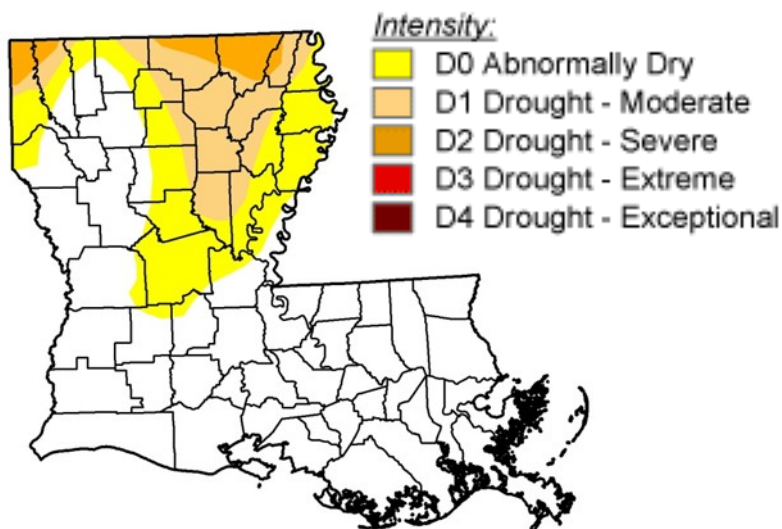 Intensity:
D0 Abnormally Dry
D1 Drought - Moderate
D2 Drought - Severe
D3 Drought - Extreme
D4 Drought - Exceptional